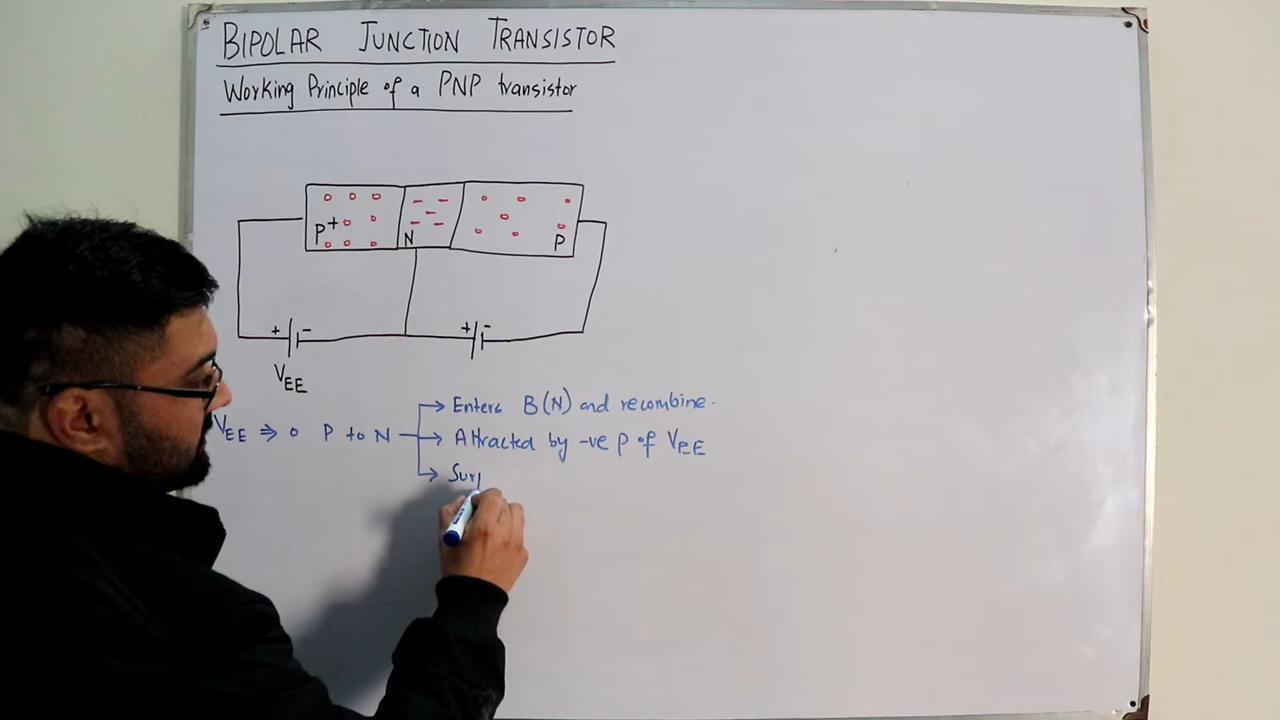 BIPOLAR JUNCTION TRANSISTOR
Working Principle of a PNP transistor
P+ N P
+ - + -
VEE
VEE ⇒ o P to N
→ Enters B(N) and recombine.
→ Attracted by -ve p of VEE
→